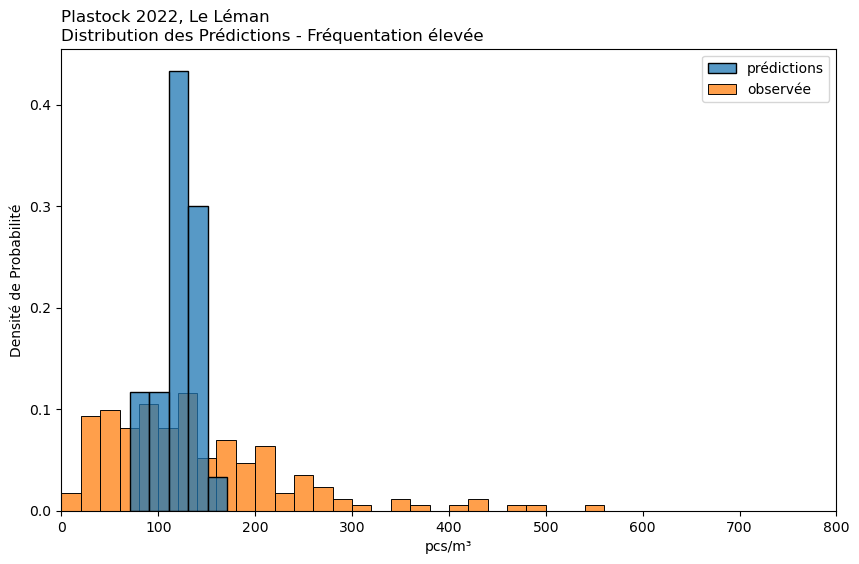 Plastock 2022, Le Léman
Distribution des Prédictions - Fréquentation élevée
prédictions
observée
Densité de Probabilité
0.4
0.3
0.2
0.1
0.0
0 100 200 300 400 500 600 700 800
pcs/m³